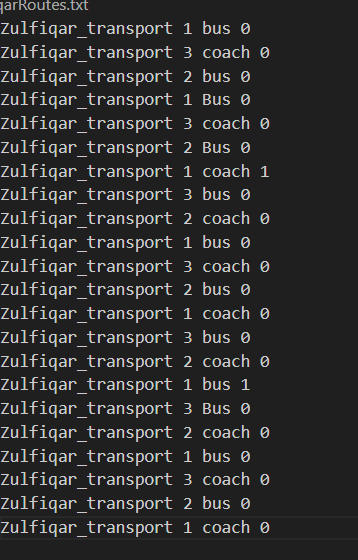 qarRoutes.txt
Zulfiqar_transport 1 bus 0
Zulfiqar_transport 3 coach 0
Zulfiqar_transport 2 bus 0
Zulfiqar_transport 1 Bus 0
Zulfiqar_transport 3 coach 0
Zulfiqar_transport 2 Bus 0
Zulfiqar_transport 1 coach 1
Zulfiqar_transport 3 bus 0
Zulfiqar_transport 2 coach 0
Zulfiqar_transport 1 bus 0
Zulfiqar_transport 3 coach 0
Zulfiqar_transport 2 bus 0
Zulfiqar_transport 1 coach 0
Zulfiqar_transport 3 bus 0
Zulfiqar_transport 2 coach 0
Zulfiqar_transport 1 bus 1
Zulfiqar_transport 3 Bus 0
Zulfiqar_transport 2 coach 0
Zulfiqar_transport 1 bus 0
Zulfiqar_transport 3 coach 0
Zulfiqar_transport 2 bus 0
Zulfiqar_transport 1 coach 0